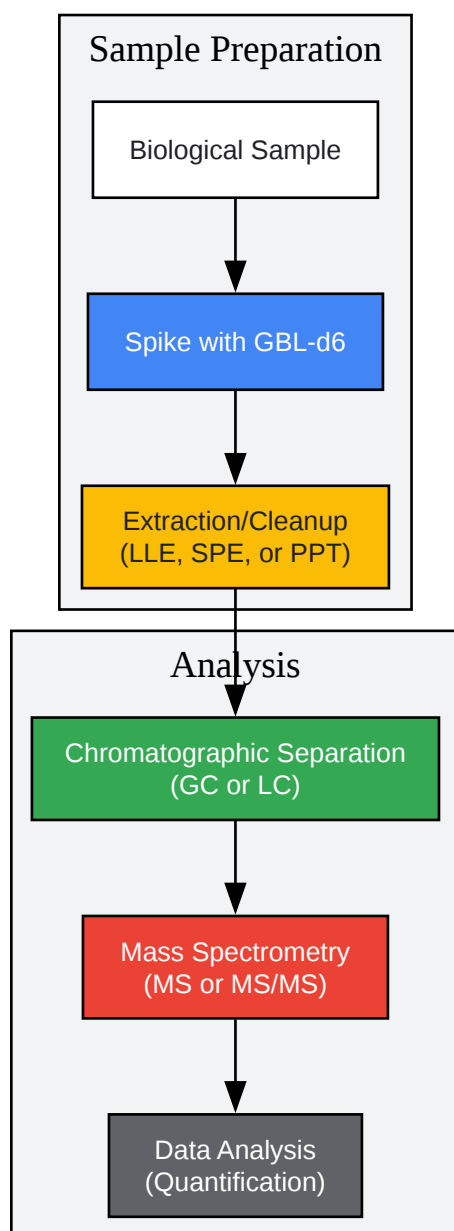 Sample Preparation
Biological Sample
Spike with GBL-d6
Extraction/Cleanup
(LLE, SPE, or PPT)
Analysis
Chromatographic Separation
(GC or LC)
Mass Spectrometry
(MS or MS/MS)
Data Analysis
(Quantification)